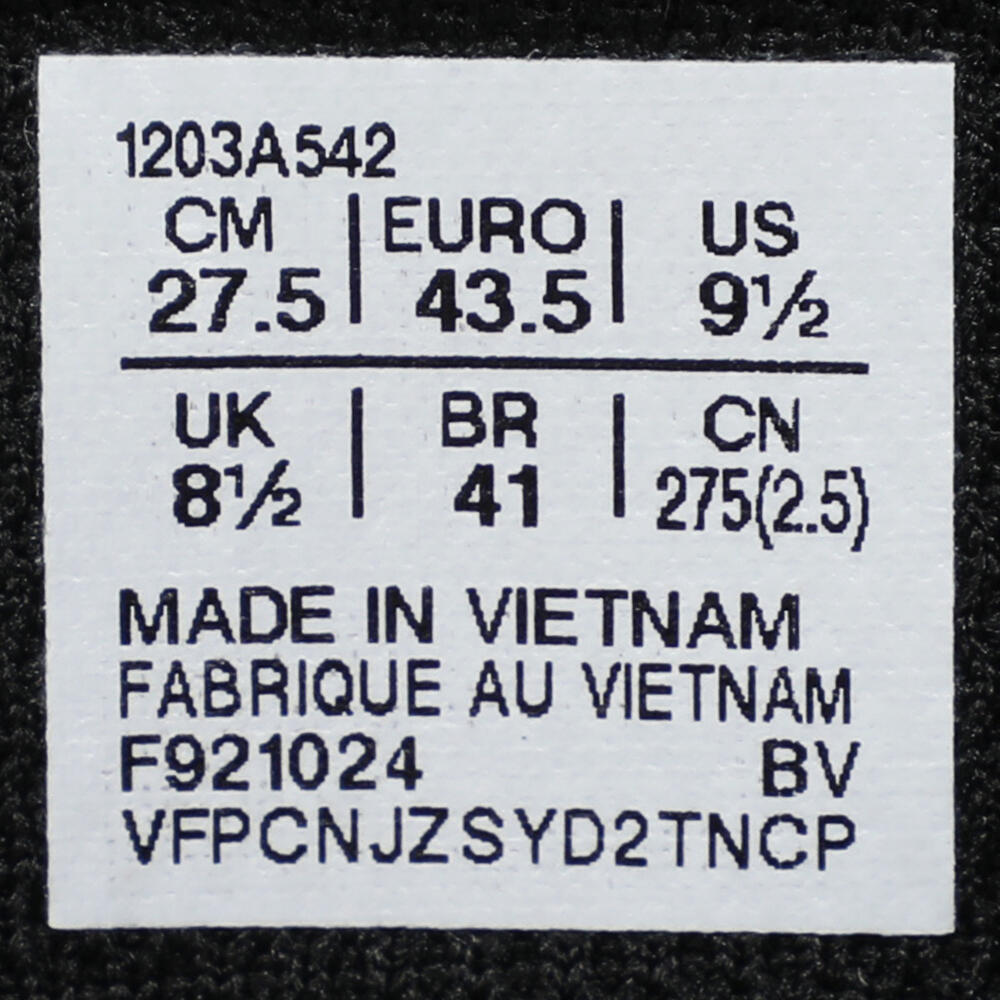 1203A542
CM | EURO | US
27.5 | 43.5 | 9½
UK | BR | CN
8½ | 41 | 275(2.5)
MADE IN VIETNAM
FABRIQUE AU VIETNAM
F921024 BV
VFPCNJZSYD2TNCP